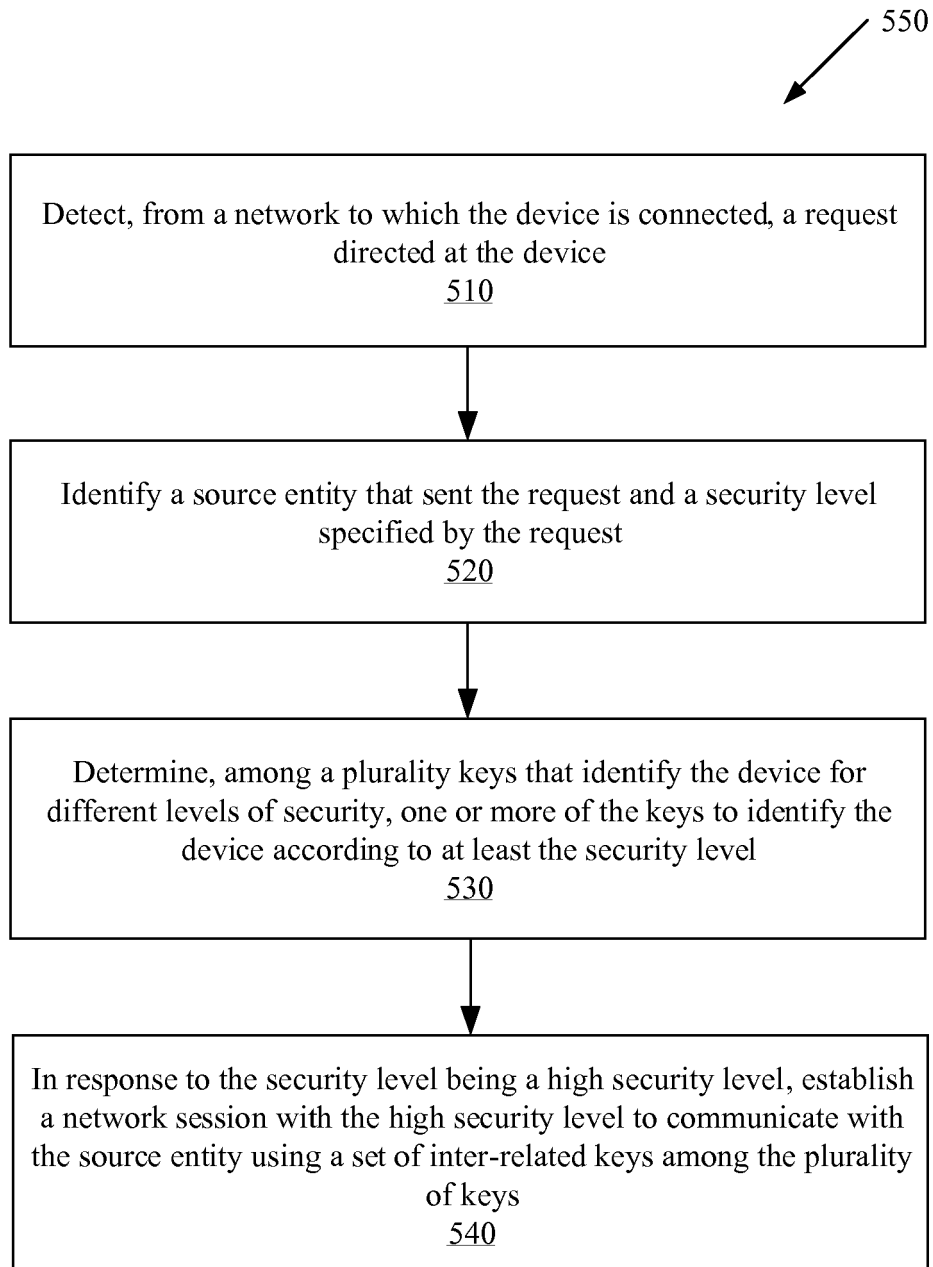 550
Detect, from a network to which the device is connected, a request
directed at the device
510
Identify a source entity that sent the request and a security level
specified by the request
520
Determine, among a plurality keys that identify the device for
different levels of security, one or more of the keys to identify the
device according to at least the security level
530
In response to the security level being a high security level, establish
a network session with the high security level to communicate with
the source entity using a set of inter-related keys among the plurality
of keys
540